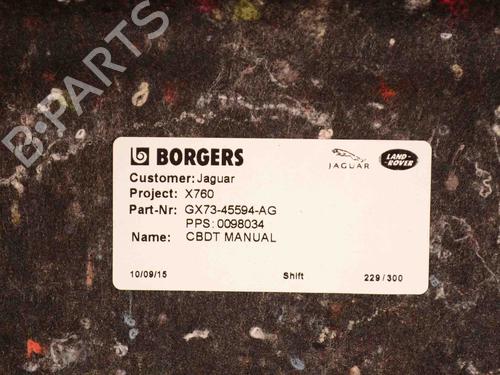 B-PARTS
BORGERS
JAGUAR
LAND-ROVER
Customer: Jaguar
Project: X760
Part-Nr: GX73-45594-AG
PPS: 0098034
Name: CBDT MANUAL
10/09/15 Shift 229/300